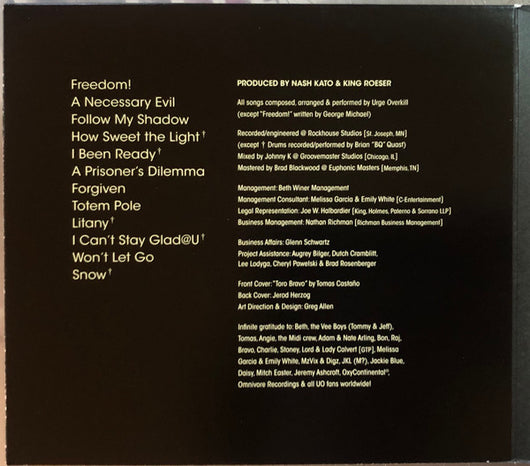 Freedom!
A Necessary Evil
Follow My Shadow
How Sweet the Light†
I Been Ready†
A Prisoner's Dilemma
Forgiven
Totem Pole
Litany†
I Can't Stay Glad@U†
Won't Let Go
Snow†
PRODUCED BY NASH KATO & KING ROESER
All songs composed, arranged & performed by Urge Overkill
(except "Freedom!" written by George Michael)
Recorded/engineered @ Rockhouse Studios [St. Joseph, MN]
(except † Drums recorded/performed by Brian "BQ" Quast)
Mixed by Johnny K @ Groovemaster Studios [Chicago, IL]
Mastered by Brad Blackwood @ Euphonic Masters [Memphis, TN]
Management: Beth Winer Management
Management Consultant: Melissa Garcia & Emily White [C-Entertainment]
Legal Representation: Joe W. Halbardier [King, Holmes, Paterno & Sorrano LLP]
Business Management: Nathan Richman [Richman Business Management]
Business Affairs: Glenn Schwartz
Project Assistance: Augrey Bilger, Dutch Cramblitt,
Lee Lodyga, Cheryl Pawelski & Brad Rosenberger
Front Cover: "Toro Bravo" by Tomas Castaño
Back Cover: Jerod Herzog
Art Direction & Design: Greg Allen
Infinite gratitude to: Beth, the Vee Boys (Tommy & Jeff),
Tomas, Angie, the Midi crew, Adam & Nate Arling, Bon, Raj,
Bravo, Charlie, Stoney, Lord & Lady Calvert [GTP], Melissa
Garcia & Emily White, MzVix & Digz, JKL (M?), Jackie Blue,
Daisy, Mitch Easter, Jeremy Ashcroft, OxyContinental®,
Omnivore Recordings & all UO fans worldwide!